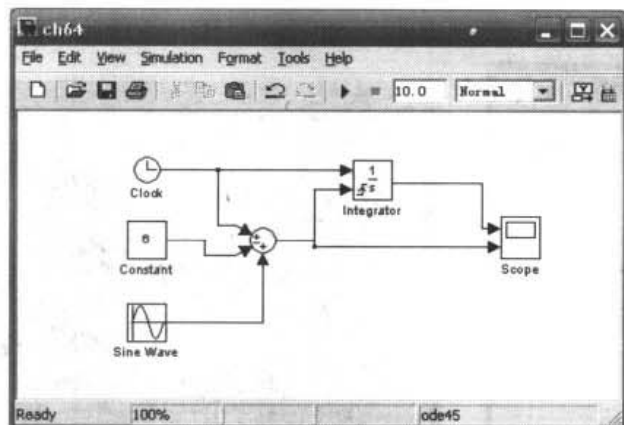 ch64
File Edit View Simulation Format Tools Help
10.0 Normal
Clock
1
s
Integrator
6
Constant
Scope
Sine Wave
Ready 100% ode45